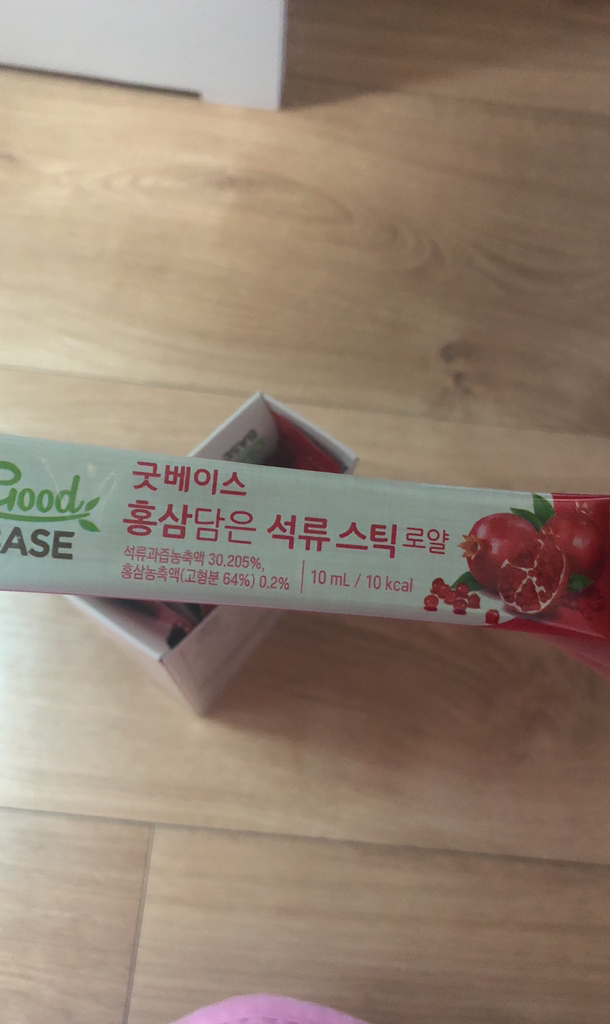 Good
BASE
굿베이스
홍삼담은 석류 스틱 로얄
석류과즙농축액 30.205%,
홍삼농축액(고형분 64%) 0.2%
10 mL / 10 kcal
BASE